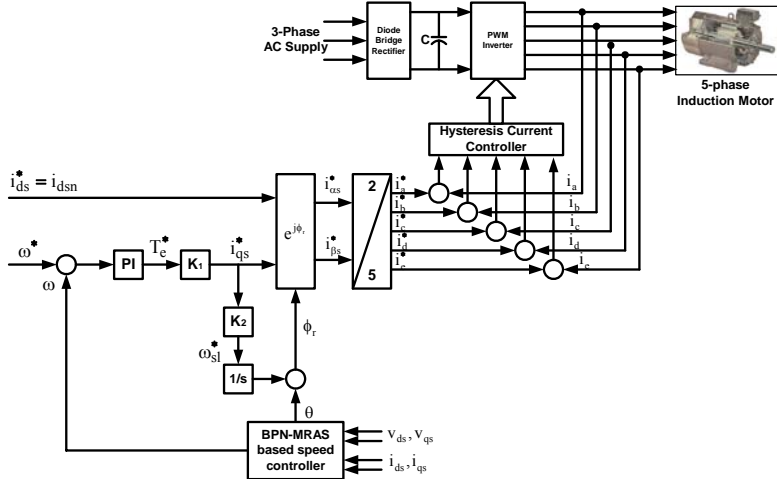 3-Phase
AC Supply
Diode
Bridge
Rectifier
C
PWM
Inverter
5-phase
Induction Motor
Hysteresis Current
Controller
i*ds = idsn
i*αs
2
i*a
ia
i*b
ib
ω*
T*e
i*qs
e^jϕr
i*c
ic
PI
K1
i*βs
i*d
id
ω
5
i*e
ie
K2
ϕr
ω*sl
1/s
θ
BPN-MRAS
based speed
controller
vds, vqs
ids, iqs